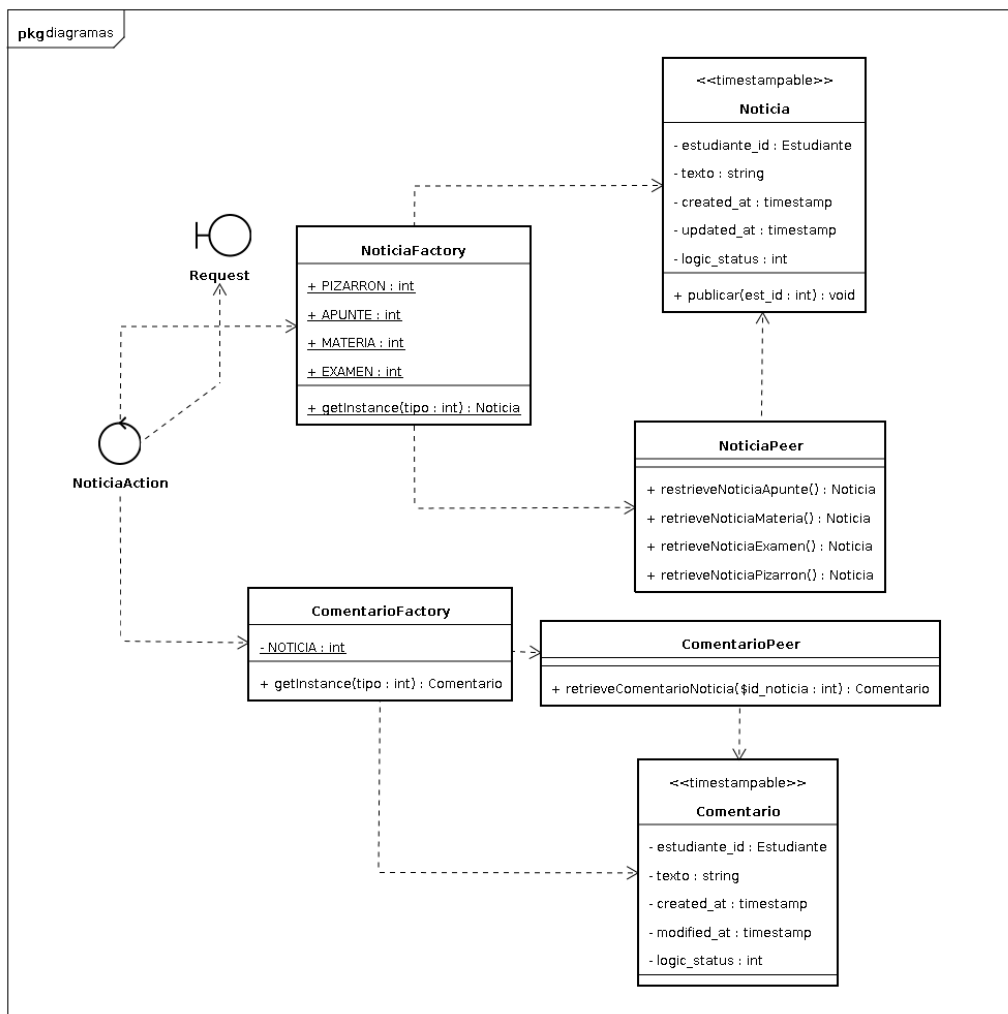 pkg diagramas
<<timestampable>>
Noticia
- estudiante_id : Estudiante
- texto : string
- created_at : timestamp
- updated_at : timestamp
- logic_status : int
+ publicar(est_id : int) : void
Request
NoticiaFactory
+ PIZARRON : int
+ APUNTE : int
+ MATERIA : int
+ EXAMEN : int
+ getInstance(tipo : int) : Noticia
NoticiaAction
NoticiaPeer
+ restrieveNoticiaApunte() : Noticia
+ retrieveNoticiaMateria() : Noticia
+ retrieveNoticiaExamen() : Noticia
+ retrieveNoticiaPizarron() : Noticia
ComentarioFactory
- NOTICIA : int
+ getInstance(tipo : int) : Comentario
ComentarioPeer
+ retrieveComentarioNoticia($id_noticia : int) : Comentario
<<timestampable>>
Comentario
- estudiante_id : Estudiante
- texto : string
- created_at : timestamp
- modified_at : timestamp
- logic_status : int